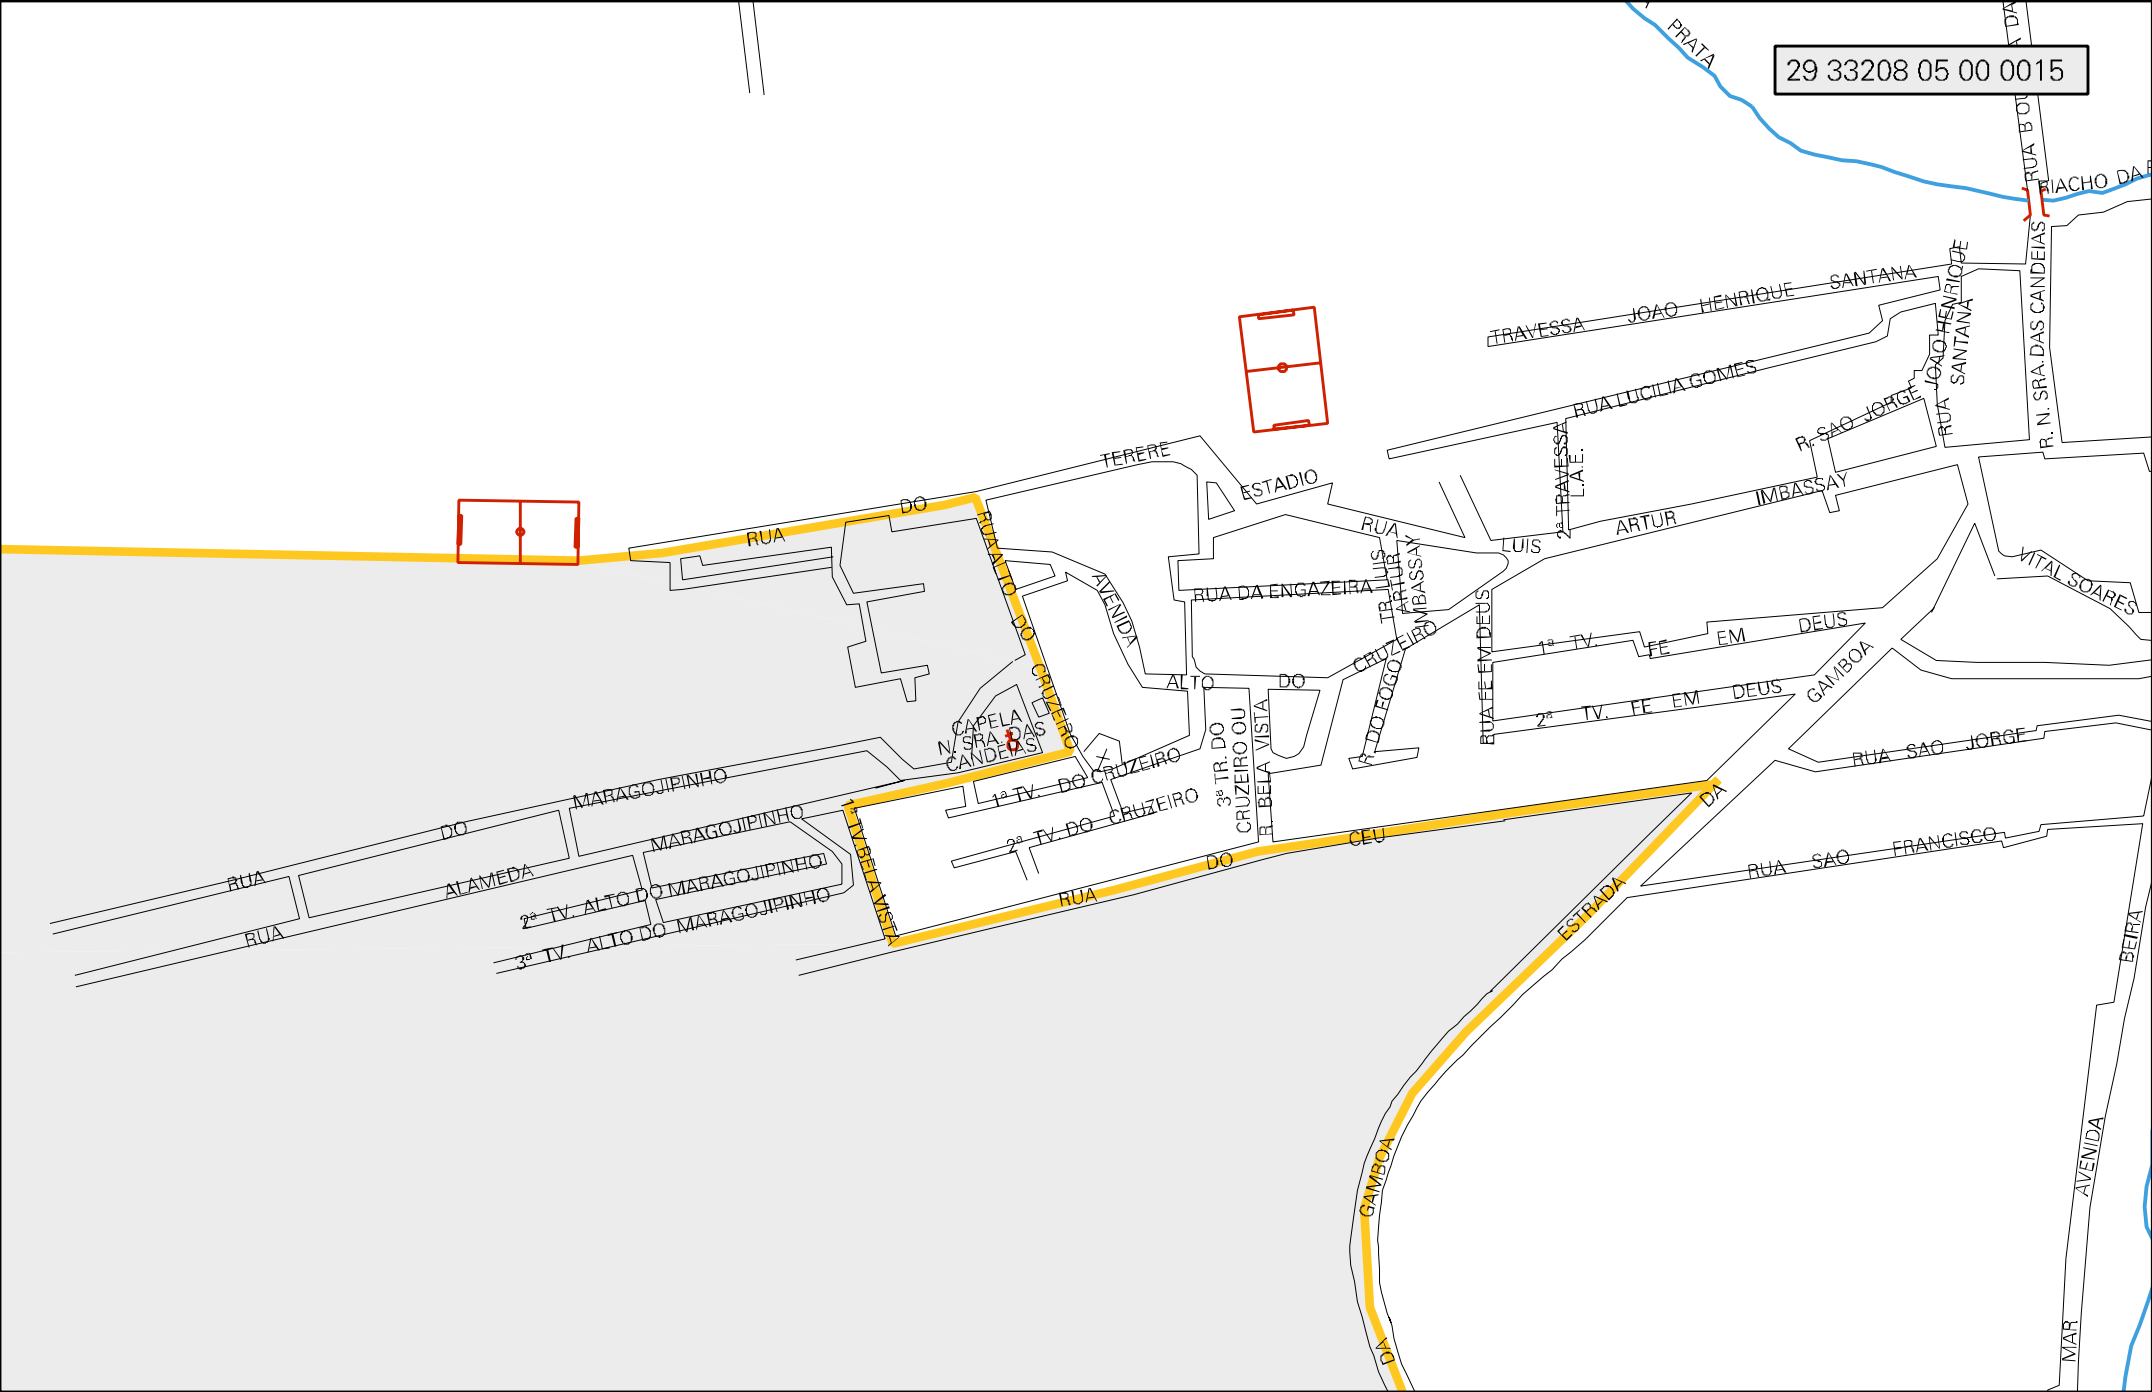 PRATA
29 33208 05 00 0015
RUA B
DA
RIACHO DA
R. N. SRA. DAS CANDEIAS
TRAVESSA JOAO HENRIQUE SANTANA
RUA JOAO HENRIQUE
SANTANA
RUA LUCILIA GOMES
R. SAO JORGE
2ª TRAVESSA
L.A.E.
RUA LUIS ARTUR IMBASSAY
RUA DO TERERE
ESTADIO
RUA ALTO DO CRUZEIRO
AVENIDA
RUA DA ENGAZEIRA
TR. LUIS
ARTUR
IMBASSAY
VITAL SOARES
ALTO DO CRUZEIRO
RUA FE EM DEUS
1ª TV. FE EM DEUS
2ª TV. FE EM DEUS
R. DO FOGO
GAMBOA
CAPELA
N. SRA. DAS
CANDEIAS
X
1ª TV. DO CRUZEIRO
2ª TV. DO CRUZEIRO
3ª TR. DO
CRUZEIRO OU
R. BELA VISTA
RUA SAO JORGE
RUA DO MARAGOJIPINHO
RUA ALAMEDA MARAGOJIPINHO
1ª TV. BELA VISTA
2ª TV. ALTO DO MARAGOJIPINHO
3ª TV. ALTO DO MARAGOJIPINHO
RUA DO CEU
RUA SAO FRANCISCO
ESTRADA DA
GAMBOA
DA
AVENIDA BEIRA
MAR